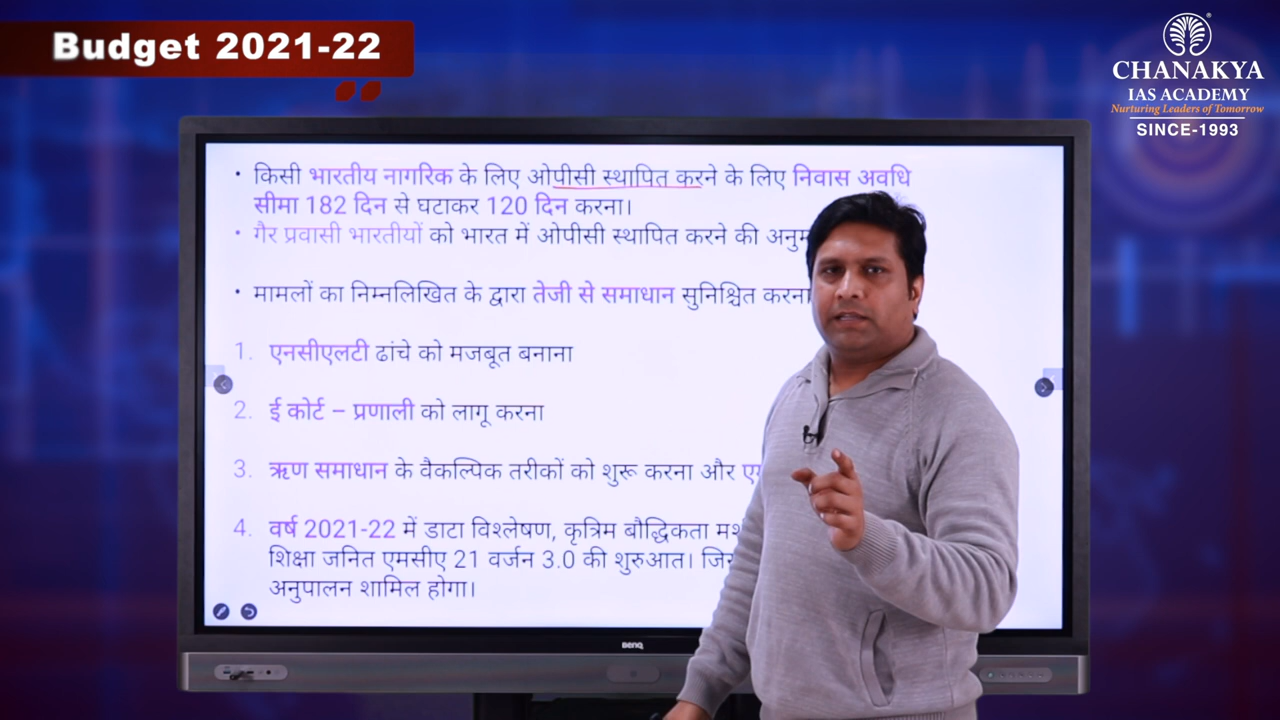 Budget 2021-22
CHANAKYA
IAS ACADEMY
Nurturing Leaders of Tomorrow
SINCE-1993
• किसी भारतीय नागरिक के लिए ओपीसी स्थापित करने के लिए निवास अवधि
सीमा 182 दिन से घटाकर 120 दिन करना।
• गैर प्रवासी भारतीयों को भारत में ओपीसी स्थापित करने की
• मामलों का निम्नलिखित के द्वारा तेजी से समाधान सुनिश्चित करना
1. एनसीएलटी ढांचे को मजबूत बनाना
2. ई कोर्ट – प्रणाली को लागू करना
3. ऋण समाधान के वैकल्पिक तरीकों को शुरू करना और
4. वर्ष 2021-22 में डाटा विश्लेषण, कृत्रिम बौद्धिकता
शिक्षा जनित एमसीए 21 वर्जन 3.0 की शुरुआत।
अनुपालन शामिल होगा।
BenQ